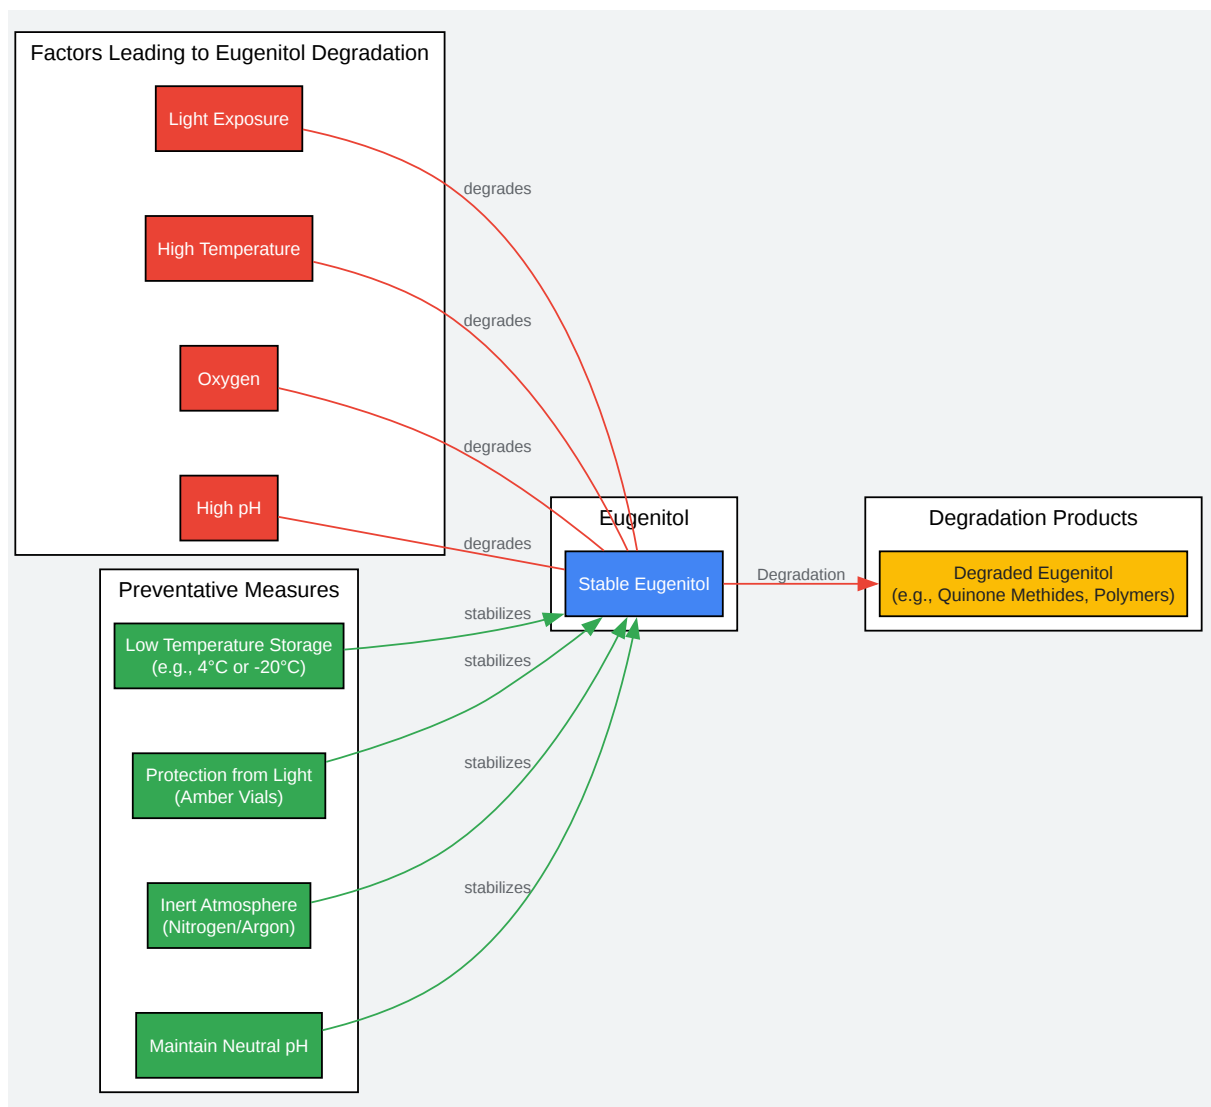 Factors Leading to Eugenitol Degradation
Light Exposure
degrades
High Temperature
degrades
Oxygen
degrades
High pH
degrades
Eugenitol
Stable Eugenitol
Degradation
Degradation Products
Degraded Eugenitol
(e.g., Quinone Methides, Polymers)
Preventative Measures
Low Temperature Storage
(e.g., 4°C or -20°C)
stabilizes
Protection from Light
(Amber Vials)
stabilizes
Inert Atmosphere
(Nitrogen/Argon)
stabilizes
Maintain Neutral pH
stabilizes